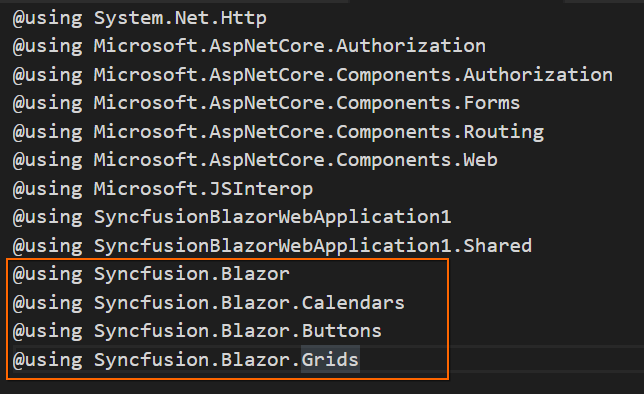 @using System.Net.Http
@using Microsoft.AspNetCore.Authorization
@using Microsoft.AspNetCore.Components.Authorization
@using Microsoft.AspNetCore.Components.Forms
@using Microsoft.AspNetCore.Components.Routing
@using Microsoft.AspNetCore.Components.Web
@using Microsoft.JSInterop
@using SyncfusionBlazorWebApplication1
@using SyncfusionBlazorWebApplication1.Shared
@using Syncfusion.Blazor
@using Syncfusion.Blazor.Calendars
@using Syncfusion.Blazor.Buttons
@using Syncfusion.Blazor.Grids